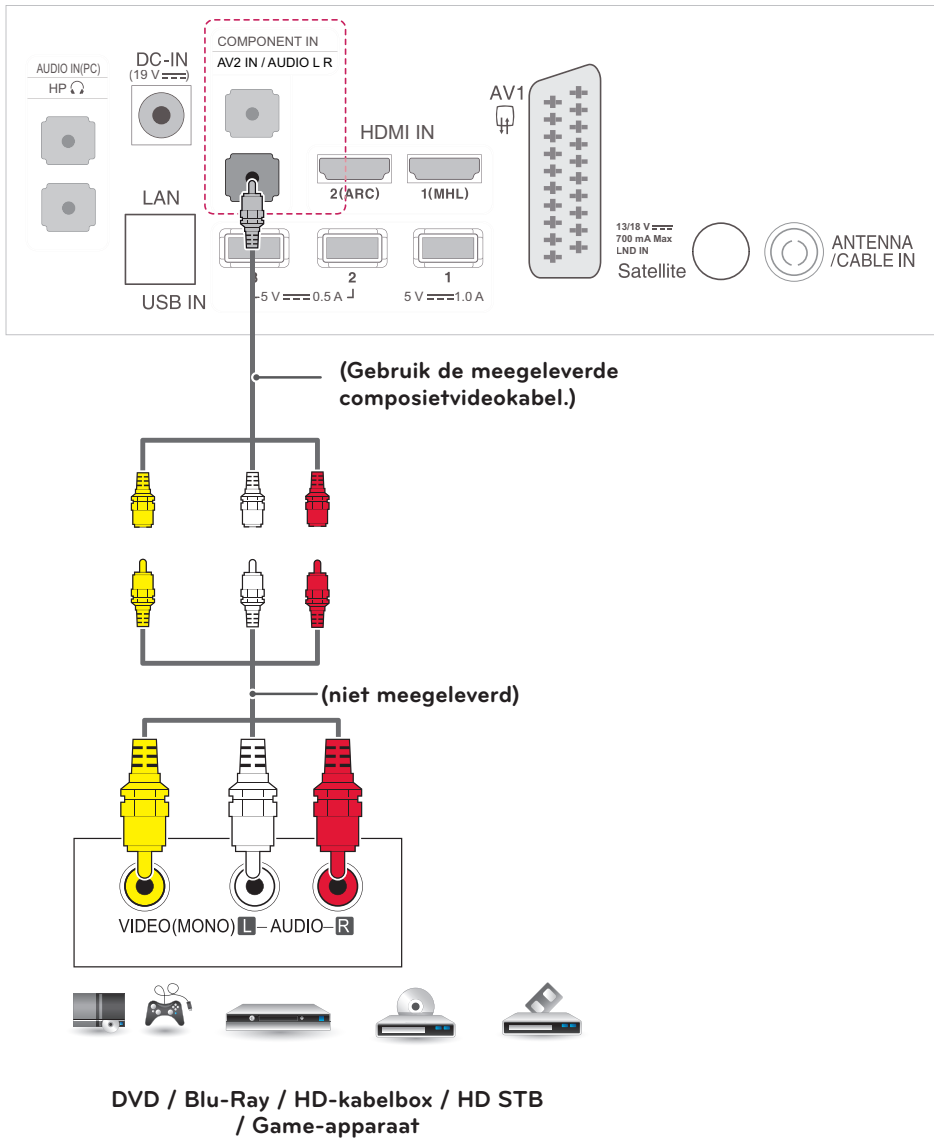 COMPONENT IN
AUDIO IN(PC)
HP
DC-IN
(19 V)
AV2 IN / AUDIO L R
AV1
HDMI IN
2(ARC)
1(MHL)
LAN
13/18 V
700 mA Max
LND IN
Satellite
ANTENNA
/CABLE IN
USB IN
3
2
1
5 V 0.5 A
5 V 1.0 A
(Gebruik de meegeleverde
composietvideokabel.)
(niet meegeleverd)
VIDEO(MONO) L – AUDIO – R
DVD / Blu-Ray / HD-kabelbox / HD STB
/ Game-apparaat